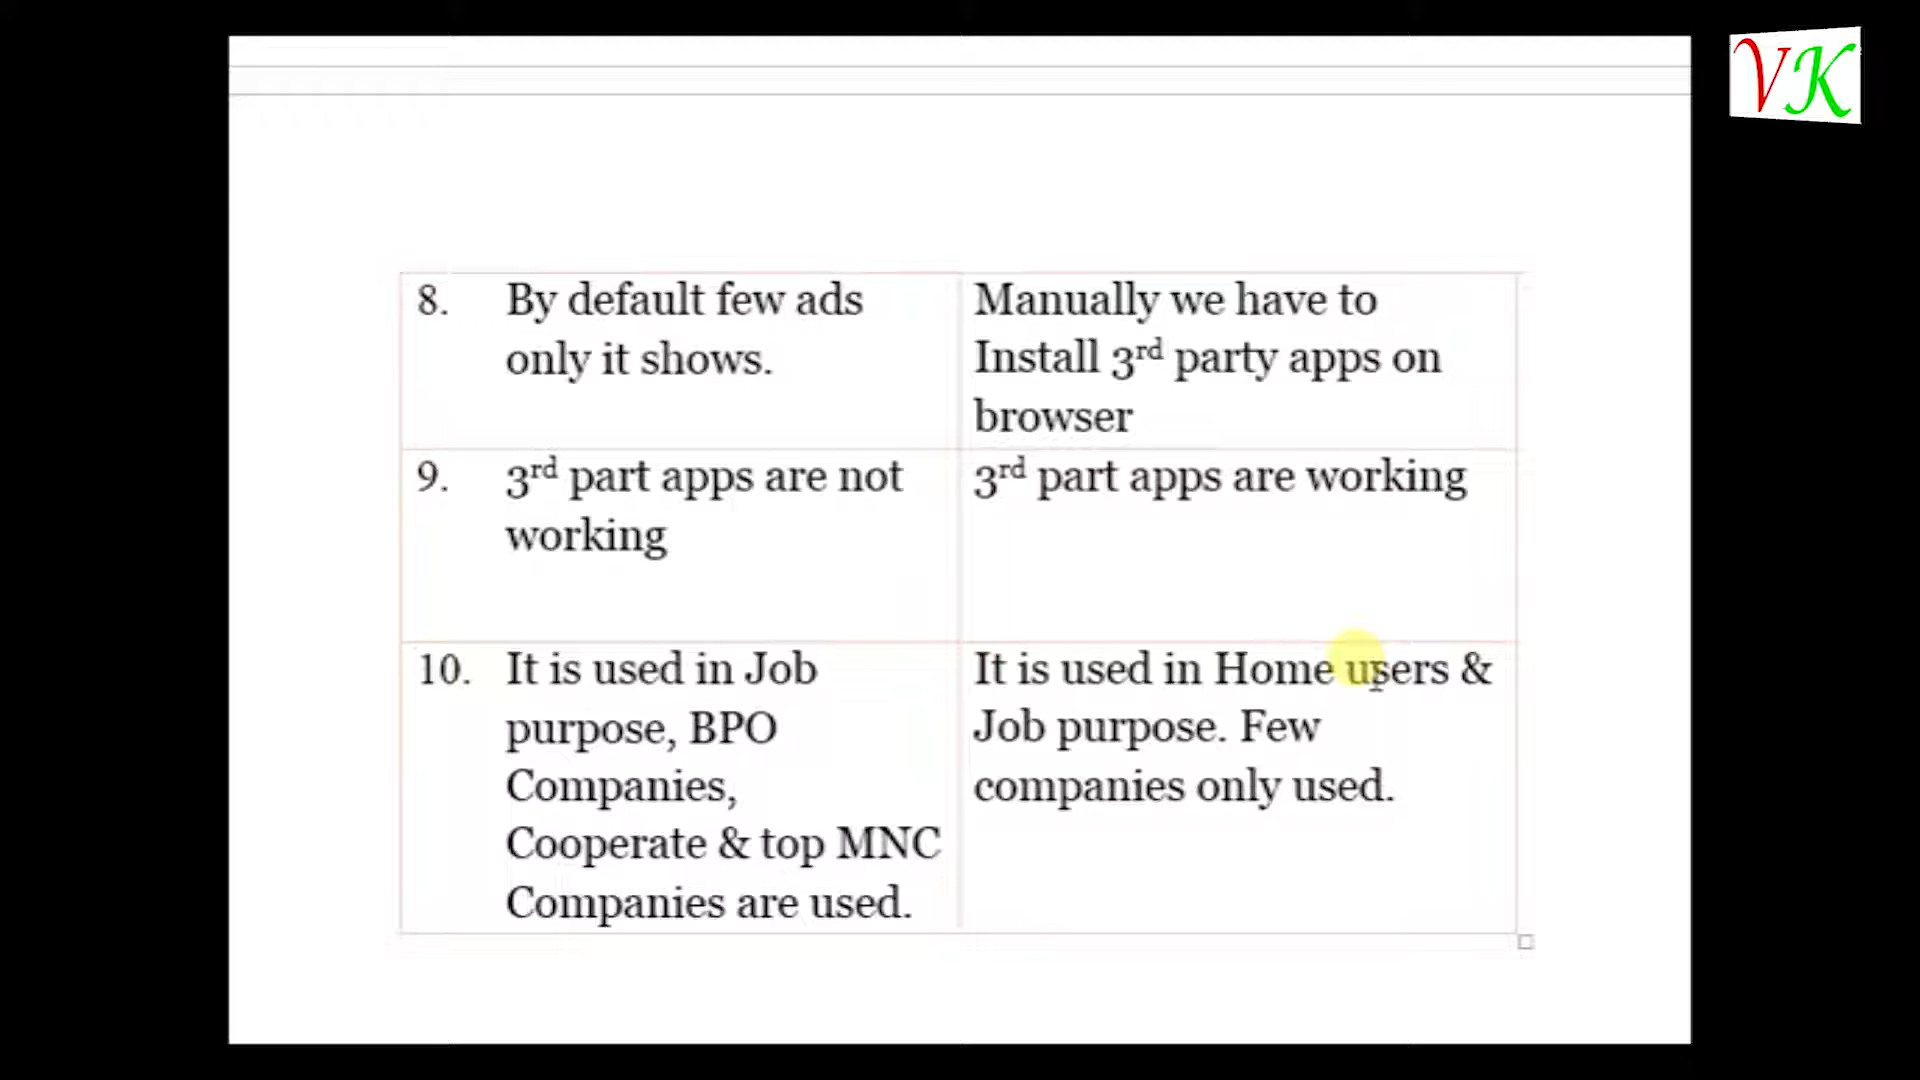 VK
8. By default few ads
only it shows.
Manually we have to
Install 3rd party apps on
browser
9. 3rd part apps are not
working
3rd part apps are working
10. It is used in Job
purpose, BPO
Companies,
Cooperate & top MNC
Companies are used.
It is used in Home users &
Job purpose. Few
companies only used.